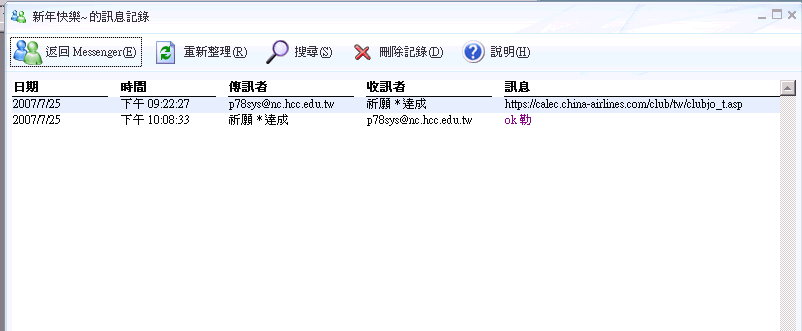 新年快樂~ 的訊息記錄
返回 Messenger(E) 重新整理(R) 搜尋(S) 刪除記錄(D) 說明(H)
日期 時間 傳訊者 收訊者 訊息
2007/7/25 下午 09:22:27 p78sys@nc.hcc.edu.tw 祈願 * 達成 https://calec.china-airlines.com/club/tw/clubjo_t.asp
2007/7/25 下午 10:08:33 祈願 * 達成 p78sys@nc.hcc.edu.tw ok 勒